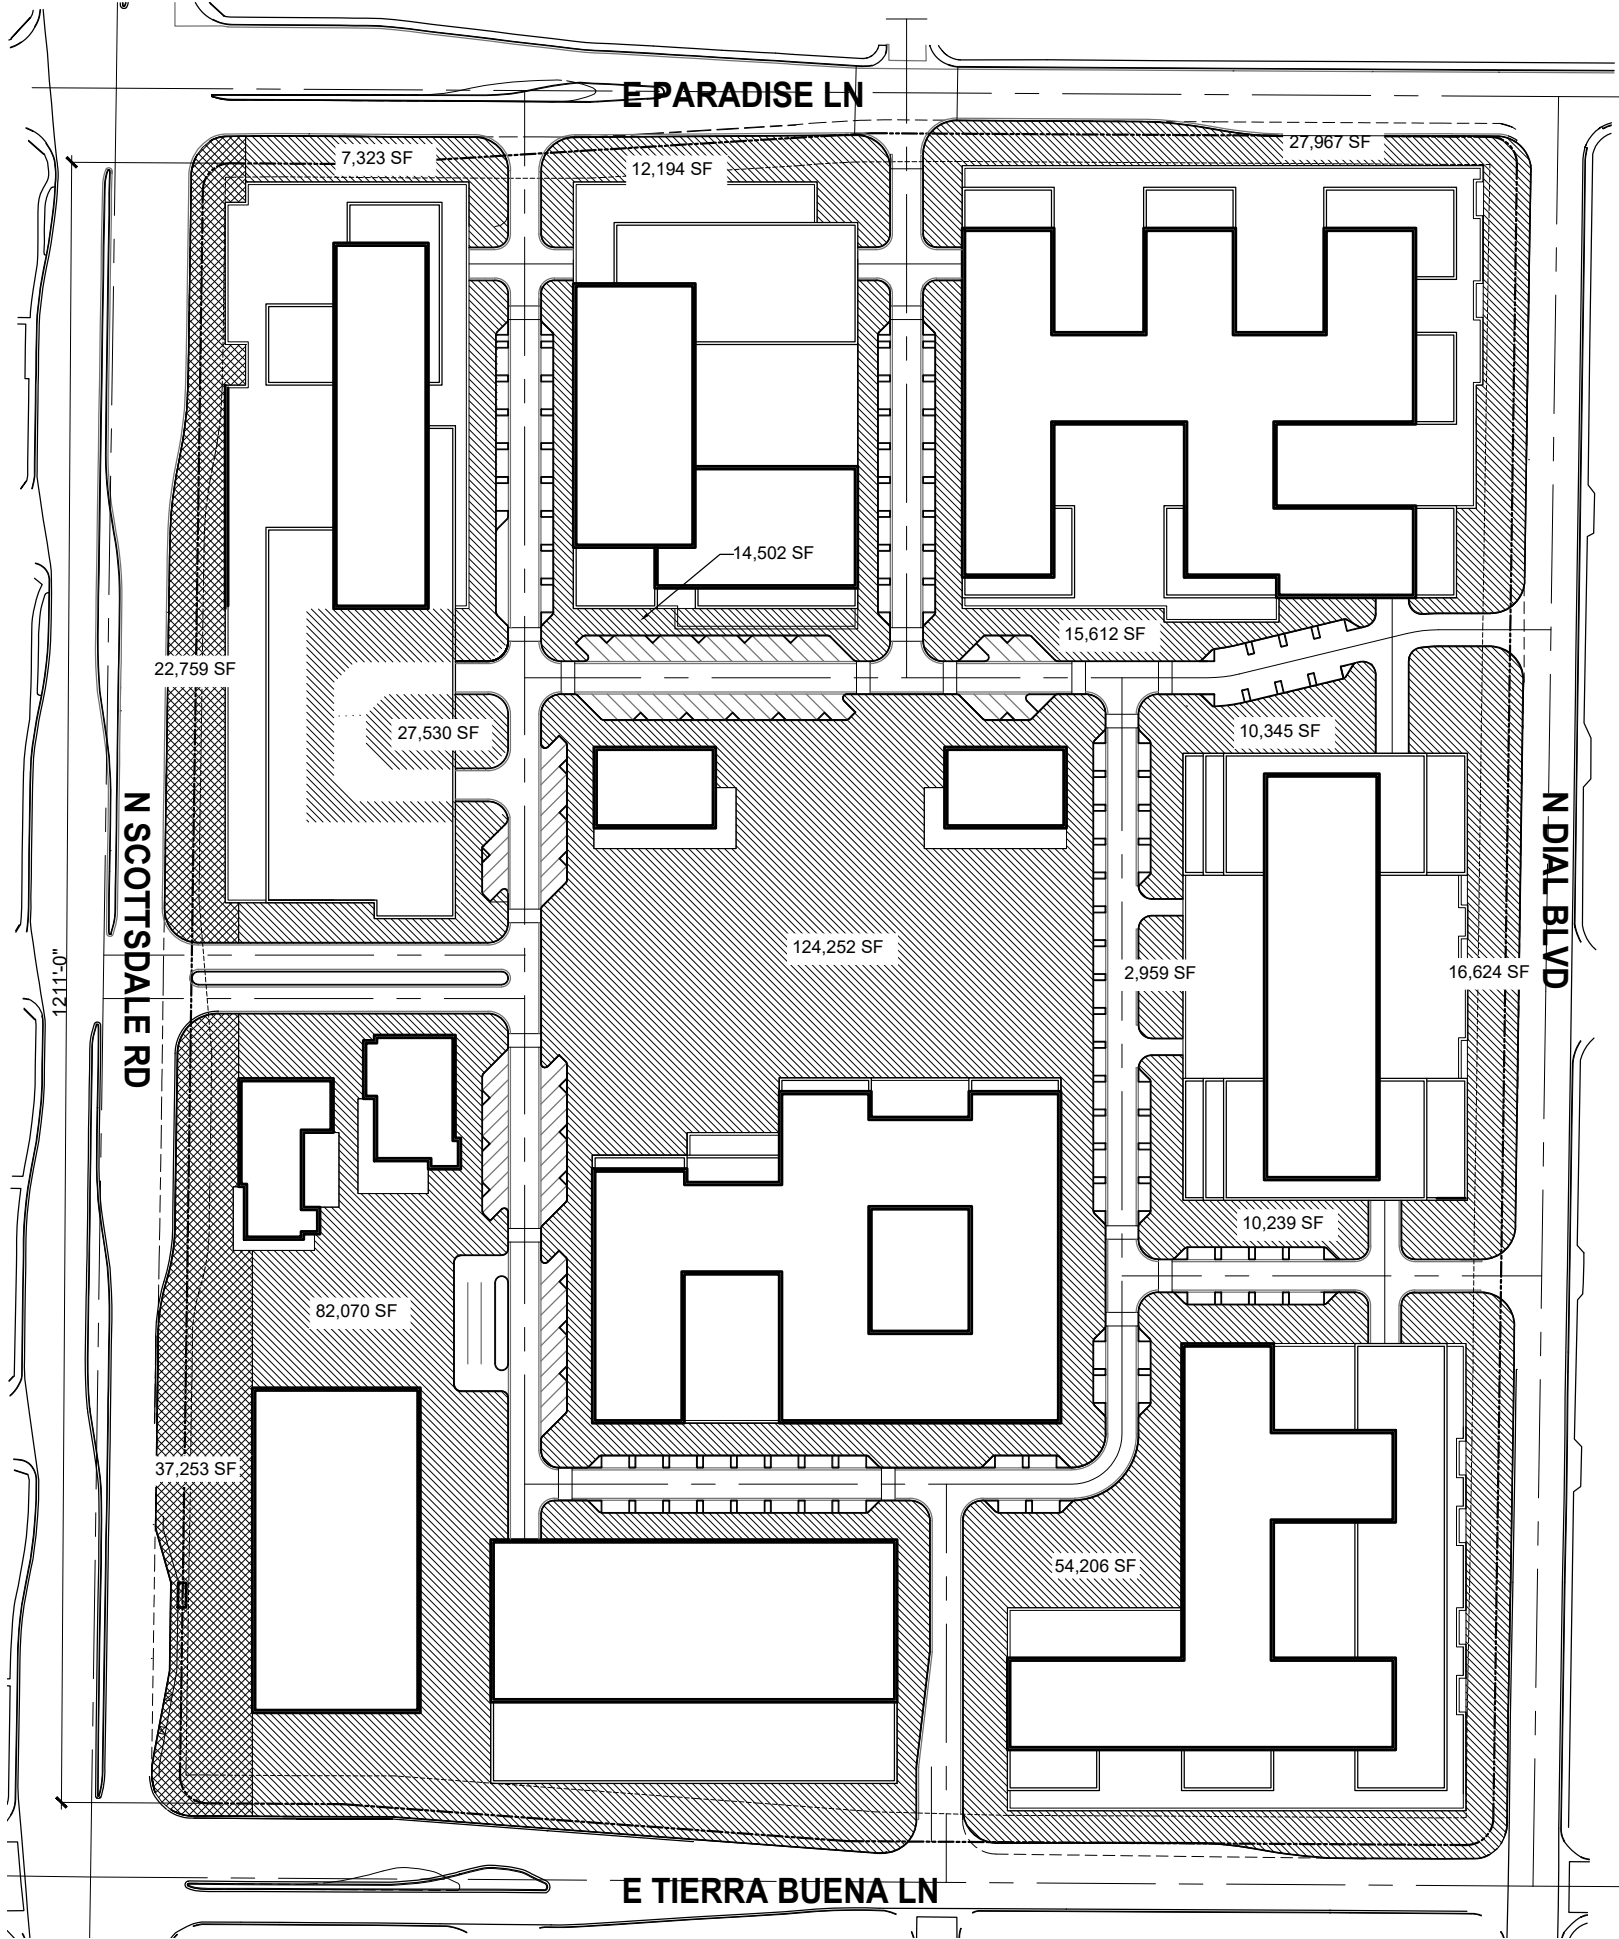 E PARADISE LN
7,323 SF
12,194 SF
27,967 SF
14,502 SF
15,612 SF
22,759 SF
27,530 SF
10,345 SF
N SCOTTSDALE RD
N DIAL BLVD
124,252 SF
2,959 SF
16,624 SF
1211'-0"
10,239 SF
82,070 SF
37,253 SF
54,206 SF
E TIERRA BUENA LN